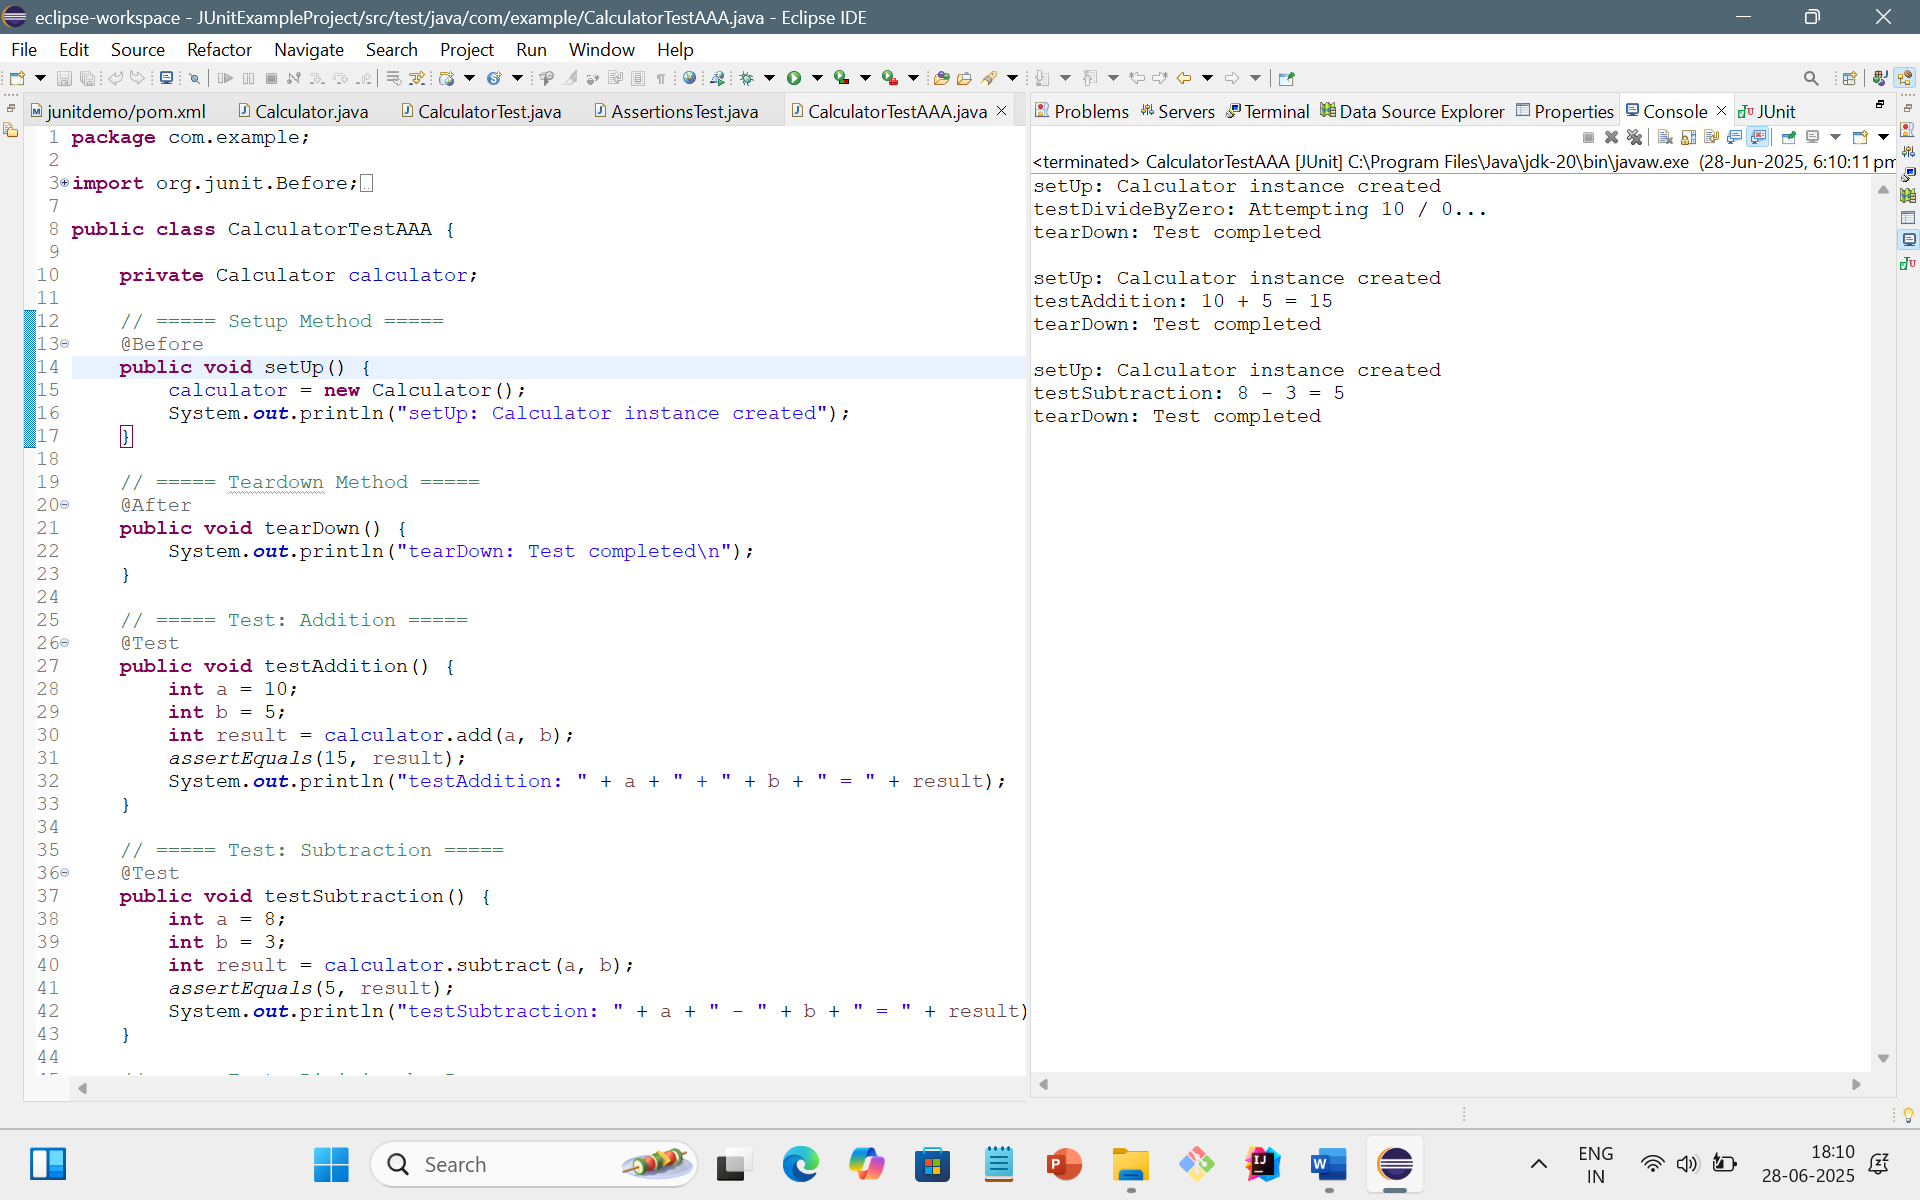 eclipse-workspace - JUnitExampleProject/src/test/java/com/example/CalculatorTestAAA.java - Eclipse IDE
File Edit Source Refactor Navigate Search Project Run Window Help
junitdemo/pom.xml Calculator.java CalculatorTest.java AssertionsTest.java CalculatorTestAAA.java
1 package com.example;
2
3 import org.junit.Before;
7
8 public class CalculatorTestAAA {
9
10 private Calculator calculator;
11
12 // ===== Setup Method =====
13 @Before
14 public void setUp() {
15 calculator = new Calculator();
16 System.out.println("setUp: Calculator instance created");
17 }
18
19 // ===== Teardown Method =====
20 @After
21 public void tearDown() {
22 System.out.println("tearDown: Test completed\n");
23 }
24
25 // ===== Test: Addition =====
26 @Test
27 public void testAddition() {
28 int a = 10;
29 int b = 5;
30 int result = calculator.add(a, b);
31 assertEquals(15, result);
32 System.out.println("testAddition: " + a + " + " + b + " = " + result);
33 }
34
35 // ===== Test: Subtraction =====
36 @Test
37 public void testSubtraction() {
38 int a = 8;
39 int b = 3;
40 int result = calculator.subtract(a, b);
41 assertEquals(5, result);
42 System.out.println("testSubtraction: " + a + " - " + b + " = " + result)
43 }
44
Problems Servers Terminal Data Source Explorer Properties Console JUnit
<terminated> CalculatorTestAAA [JUnit] C:\Program Files\Java\jdk-20\bin\javaw.exe (28-Jun-2025, 6:10:11 pm
setUp: Calculator instance created
testDivideByZero: Attempting 10 / 0...
tearDown: Test completed
setUp: Calculator instance created
testAddition: 10 + 5 = 15
tearDown: Test completed
setUp: Calculator instance created
testSubtraction: 8 - 3 = 5
tearDown: Test completed
Search
ENG
IN
18:10
28-06-2025